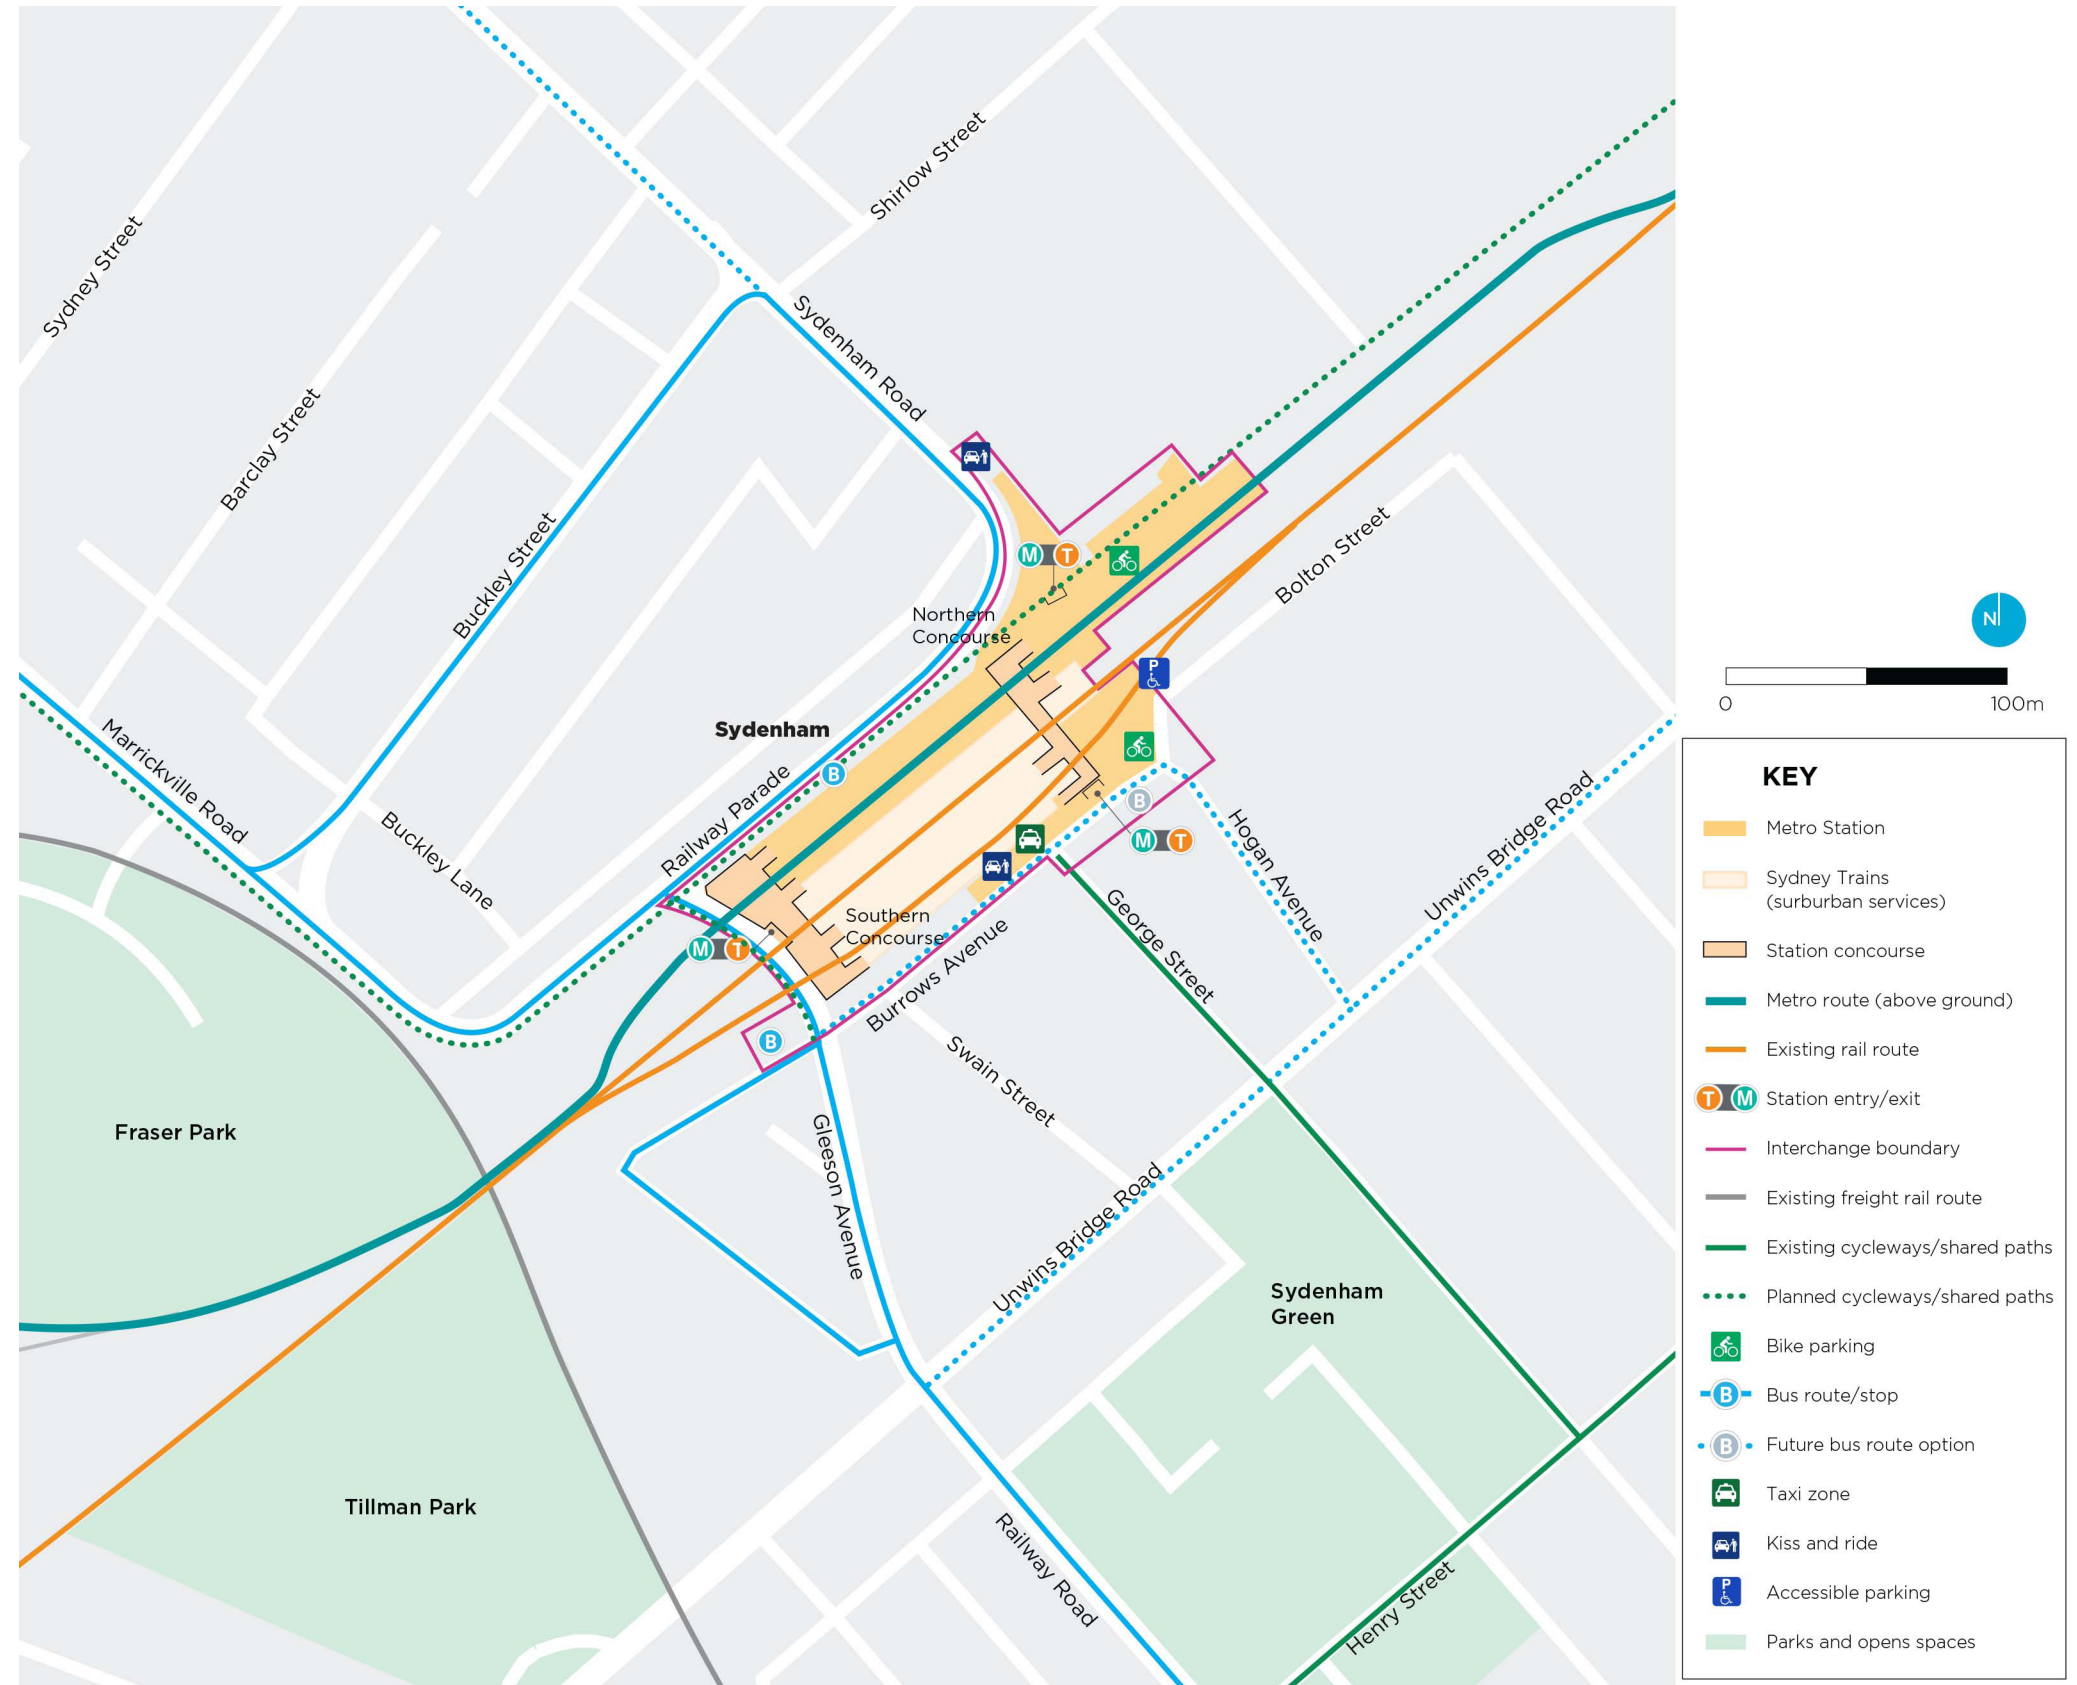 Shirlow Street
Sydney Street
Sydenham Road
Barclay Street
Bolton Street
Buckley Street
M T
Northern
Concourse
P
Sydenham
B
Marrickville Road
Railway Parade
B
Hogan Avenue
Unwins Bridge Road
Buckley Lane
M T
George Street
Southern
Concourse
M T
Burrows Avenue
B
Swain Street
Fraser Park
Gleeson Avenue
Unwins Bridge Road
Sydenham
Green
Tillman Park
Railway Road
Henry Street
N
0 100m
KEY
Metro Station
Sydney Trains
(surburban services)
Station concourse
Metro route (above ground)
Existing rail route
T M Station entry/exit
Interchange boundary
Existing freight rail route
Existing cycleways/shared paths
Planned cycleways/shared paths
Bike parking
B Bus route/stop
B Future bus route option
Taxi zone
Kiss and ride
P Accessible parking
Parks and opens spaces